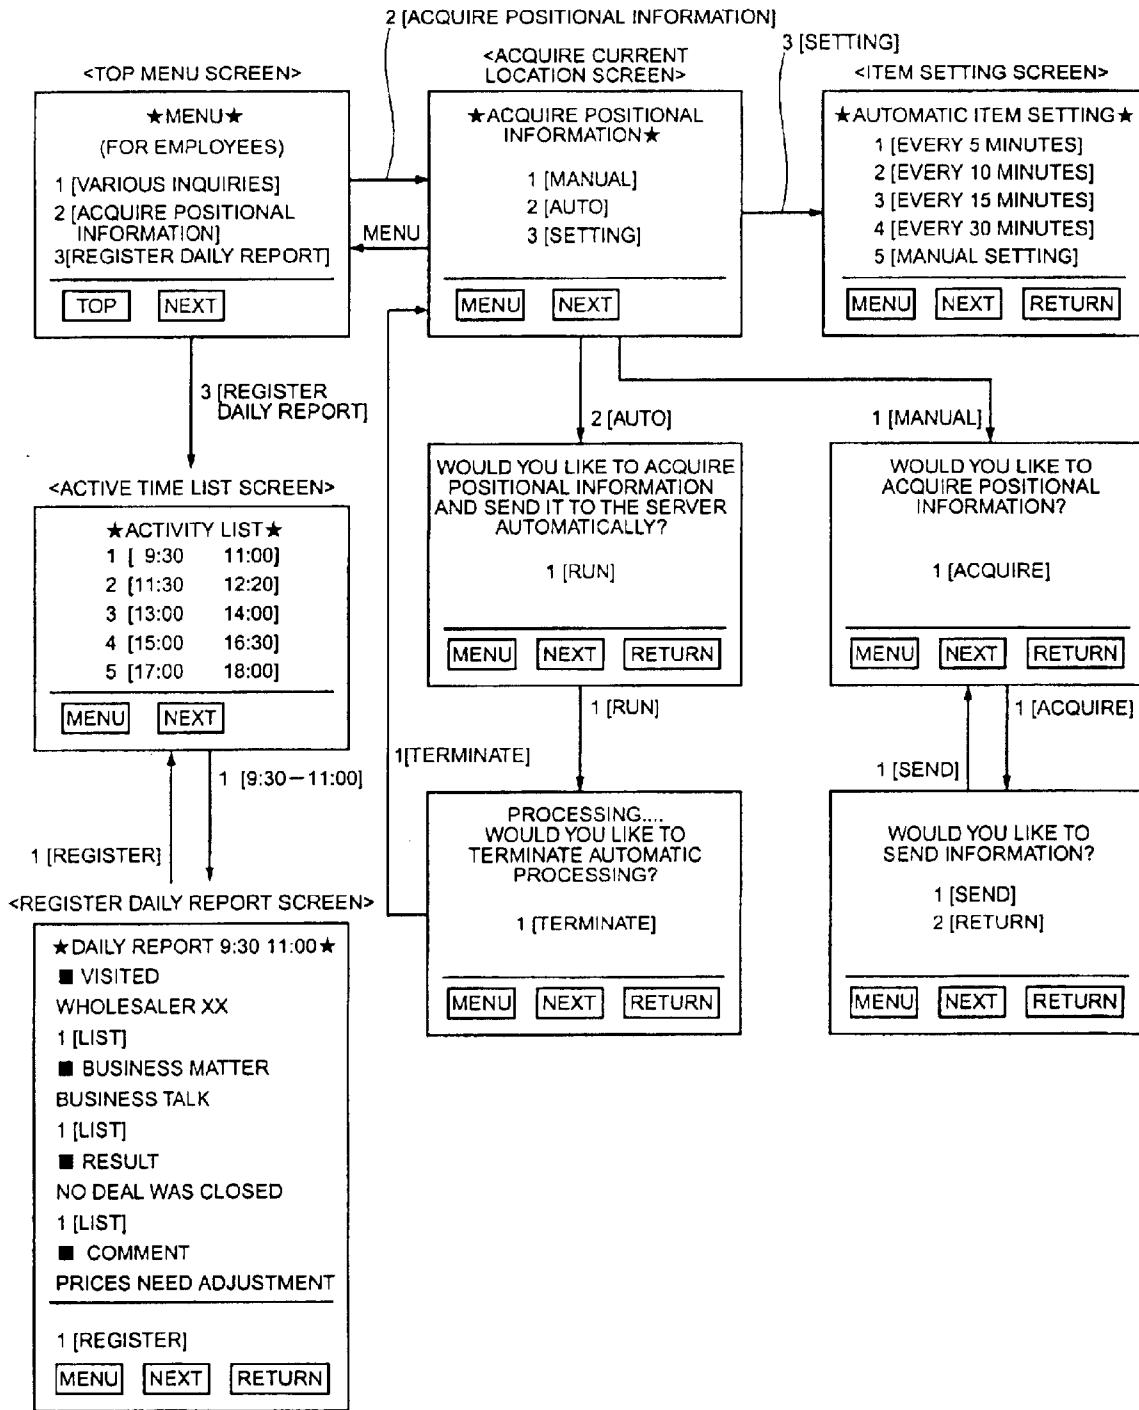 2 [ACQUIRE POSITIONAL INFORMATION]
3 [SETTING]
<TOP MENU SCREEN>
★MENU★
(FOR EMPLOYEES)
1 [VARIOUS INQUIRIES]
2 [ACQUIRE POSITIONAL
INFORMATION]
3[REGISTER DAILY REPORT]
TOP NEXT
MENU
<ACQUIRE CURRENT
LOCATION SCREEN>
★ACQUIRE POSITIONAL
INFORMATION★
1 [MANUAL]
2 [AUTO]
3 [SETTING]
MENU NEXT
<ITEM SETTING SCREEN>
★AUTOMATIC ITEM SETTING★
1 [EVERY 5 MINUTES]
2 [EVERY 10 MINUTES]
3 [EVERY 15 MINUTES]
4 [EVERY 30 MINUTES]
5 [MANUAL SETTING]
MENU NEXT RETURN
3 [REGISTER
DAILY REPORT]
2 [AUTO]
1 [MANUAL]
<ACTIVE TIME LIST SCREEN>
★ACTIVITY LIST★
1 [ 9:30 11:00]
2 [11:30 12:20]
3 [13:00 14:00]
4 [15:00 16:30]
5 [17:00 18:00]
MENU NEXT
WOULD YOU LIKE TO ACQUIRE
POSITIONAL INFORMATION
AND SEND IT TO THE SERVER
AUTOMATICALLY?
1 [RUN]
MENU NEXT RETURN
WOULD YOU LIKE TO
ACQUIRE POSITIONAL
INFORMATION?
1 [ACQUIRE]
MENU NEXT RETURN
1 [9:30−11:00]
1 [REGISTER]
1[TERMINATE]
1 [RUN]
1 [SEND]
1 [ACQUIRE]
<REGISTER DAILY REPORT SCREEN>
★DAILY REPORT 9:30 11:00★
■ VISITED
WHOLESALER XX
1 [LIST]
■ BUSINESS MATTER
BUSINESS TALK
1 [LIST]
■ RESULT
NO DEAL WAS CLOSED
1 [LIST]
■ COMMENT
PRICES NEED ADJUSTMENT
1 [REGISTER]
MENU NEXT RETURN
PROCESSING....
WOULD YOU LIKE TO
TERMINATE AUTOMATIC
PROCESSING?
1 [TERMINATE]
MENU NEXT RETURN
WOULD YOU LIKE TO
SEND INFORMATION?
1 [SEND]
2 [RETURN]
MENU NEXT RETURN